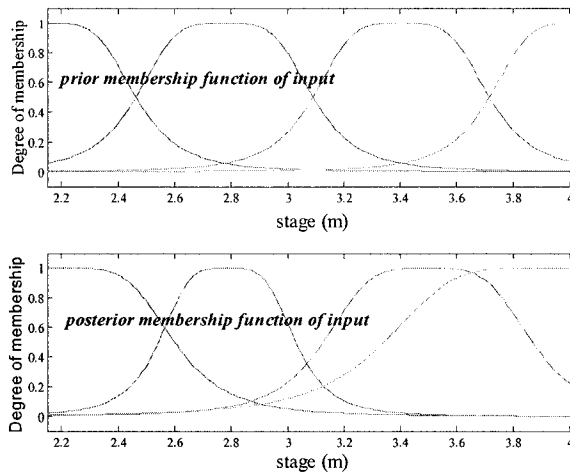 Degree of membership
1
0.8
0.6
0.4
0.2
0
prior membership function of input
2.2 2.4 2.6 2.8 3 3.2 3.4 3.6 3.8 4
stage (m)
Degree of membership
1
0.8
0.6
0.4
0.2
0
posterior membership function of input
2.2 2.4 2.6 2.8 3 3.2 3.4 3.6 3.8 4
stage (m)